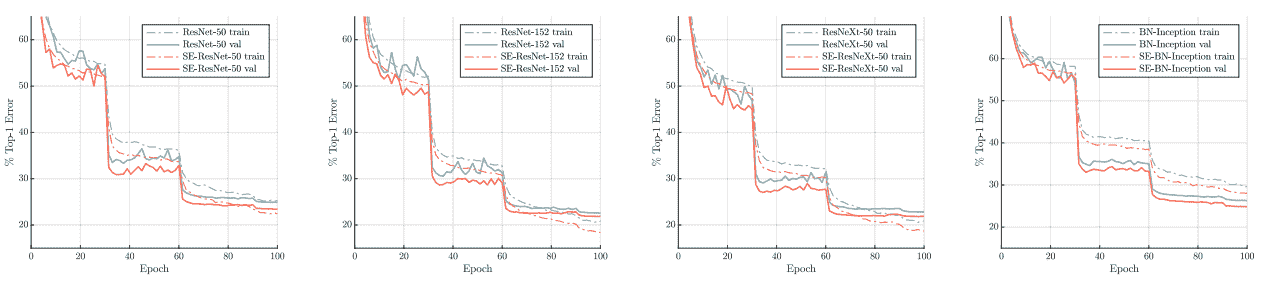 ResNet-50 train
ResNet-50 val
SE-ResNet-50 train
SE-ResNet-50 val
60
50
40
30
20
% Top-1 Error
0 20 40 60 80 100
Epoch
ResNet-152 train
ResNet-152 val
SE-ResNet-152 train
SE-ResNet-152 val
60
50
40
30
20
% Top-1 Error
0 20 40 60 80 100
Epoch
ResNeXt-50 train
ResNeXt-50 val
SE-ResNeXt-50 train
SE-ResNeXt-50 val
60
50
40
30
20
% Top-1 Error
0 20 40 60 80 100
Epoch
BN-Inception train
BN-Inception val
SE-BN-Inception train
SE-BN-Inception val
60
50
40
30
20
% Top-1 Error
0 20 40 60 80 100
Epoch